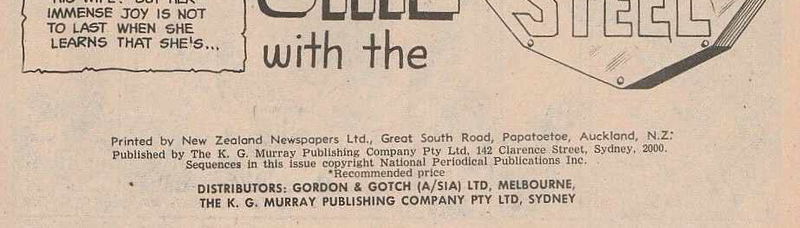 IMMENSE JOY IS NOT
TO LAST WHEN SHE
LEARNS THAT SHE'S...
with the
STEEL
Printed by New Zealand Newspapers Ltd., Great South Road, Papatoetoe, Auckland, N.Z.
Published by The K. G. Murray Publishing Company Pty Ltd, 142 Clarence Street, Sydney, 2000.
Sequences in this issue copyright National Periodical Publications Inc.
*Recommended price
DISTRIBUTORS: GORDON & GOTCH (A/SIA) LTD, MELBOURNE,
THE K. G. MURRAY PUBLISHING COMPANY PTY LTD, SYDNEY